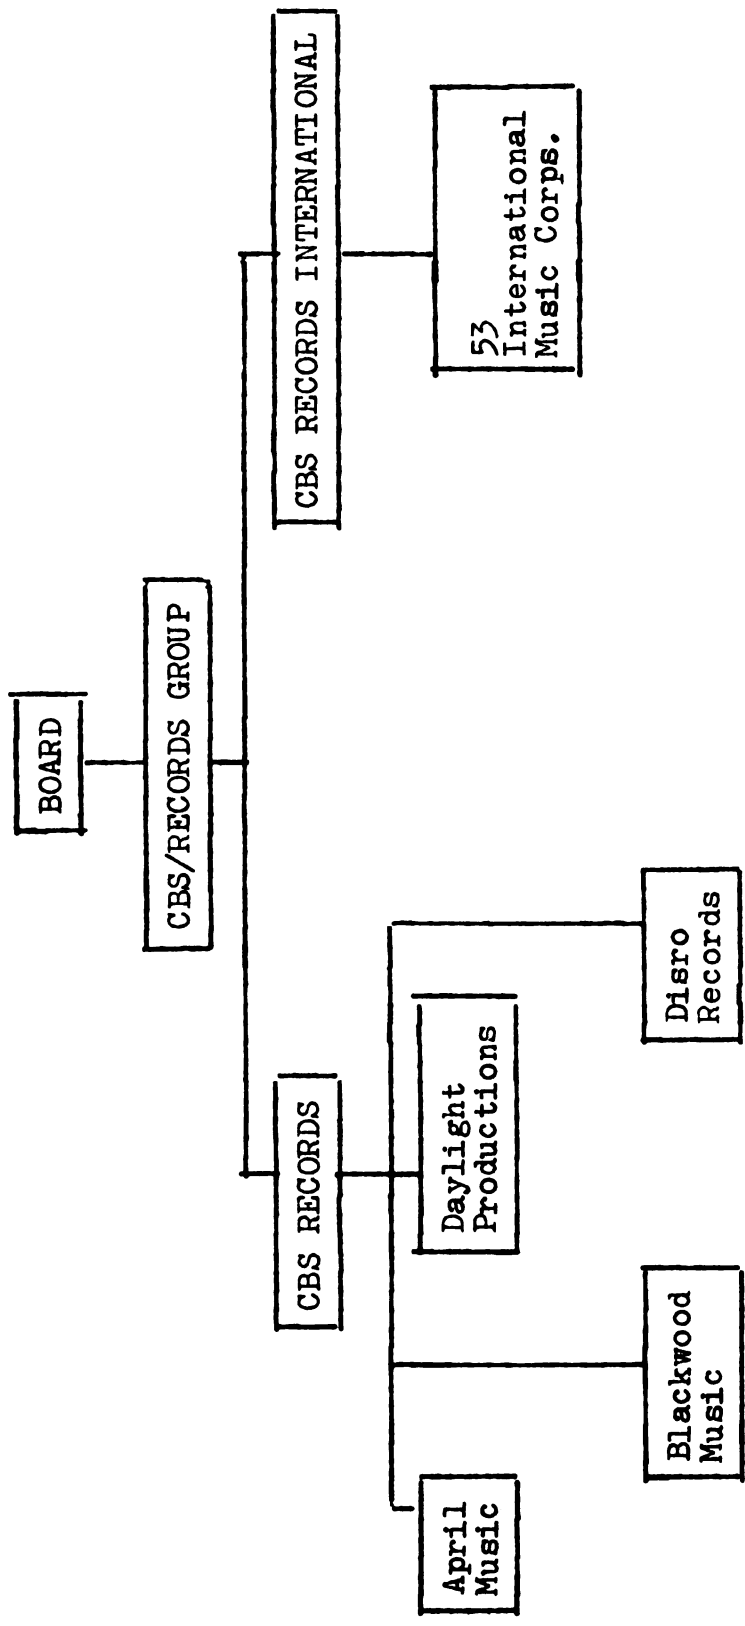 BOARD
CBS/RECORDS GROUP
CBS RECORDS
CBS RECORDS INTERNATIONAL
April
Music
Daylight
Productions
53
International
Music Corps.
Blackwood
Music
Disro
Records